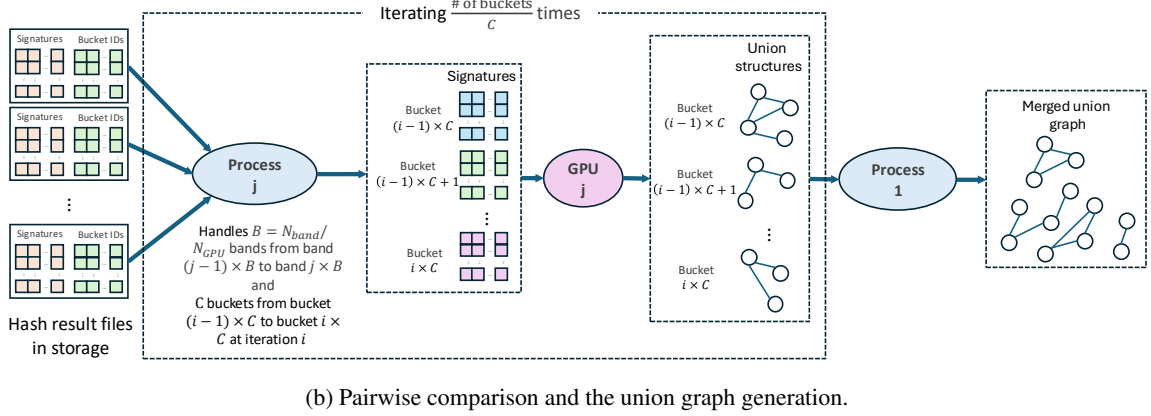 Iterating # of buckets / C times
Signatures Bucket IDs
Signatures Bucket IDs
⋮
Signatures Bucket IDs
Hash result files
in storage
Process
j
Handles B = N_band/
N_GPU bands from band
(j − 1) × B to band j × B
and
C buckets from bucket
(i − 1) × C to bucket i ×
C at iteration i
Signatures
Bucket
(i − 1) × C
Bucket
(i − 1) × C + 1
⋮
Bucket
i × C
GPU
j
Union
structures
Bucket
(i − 1) × C
Bucket
(i − 1) × C + 1
⋮
Bucket
i × C
Process
1
Merged union
graph
(b) Pairwise comparison and the union graph generation.